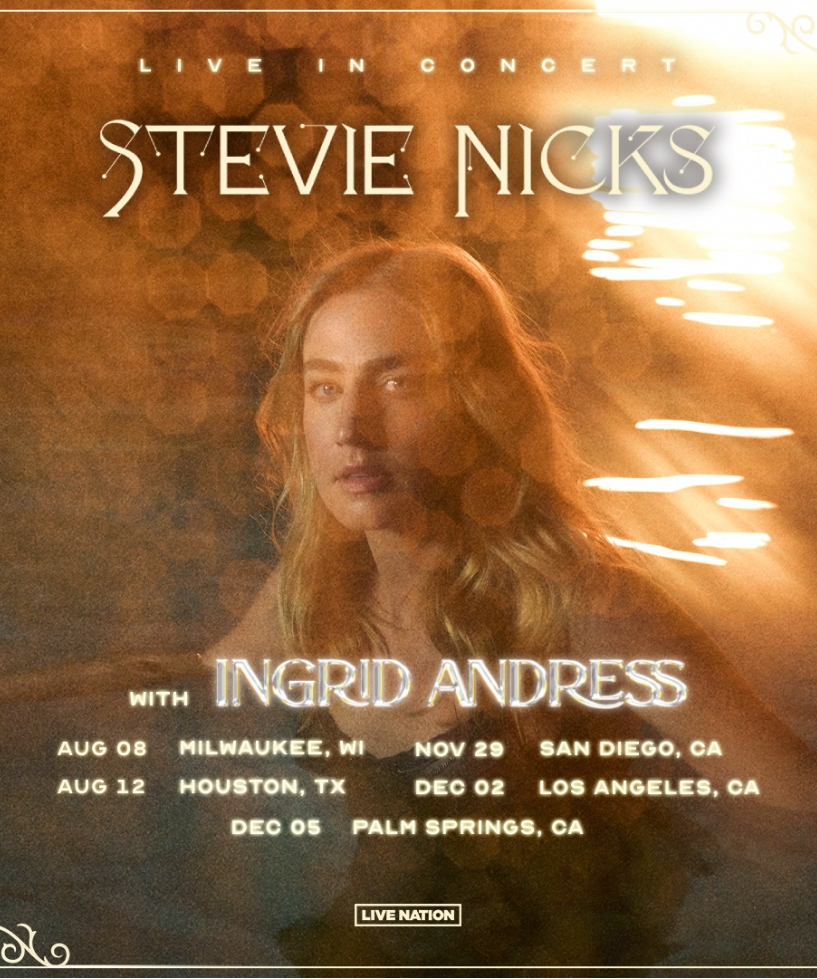 LIVE IN CONCERT
STEVIE NICKS
WITH INGRID ANDRESS
AUG 08 MILWAUKEE, WI NOV 29 SAN DIEGO, CA
AUG 12 HOUSTON, TX DEC 02 LOS ANGELES, CA
DEC 05 PALM SPRINGS, CA
LIVE NATION